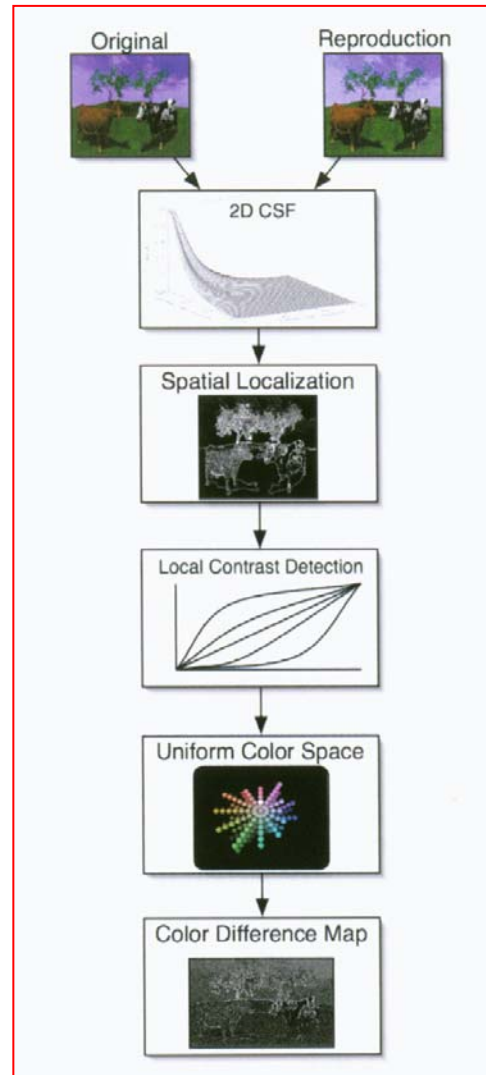 Original
Reproduction
2D CSF
Spatial Localization
Local Contrast Detection
Uniform Color Space
Color Difference Map